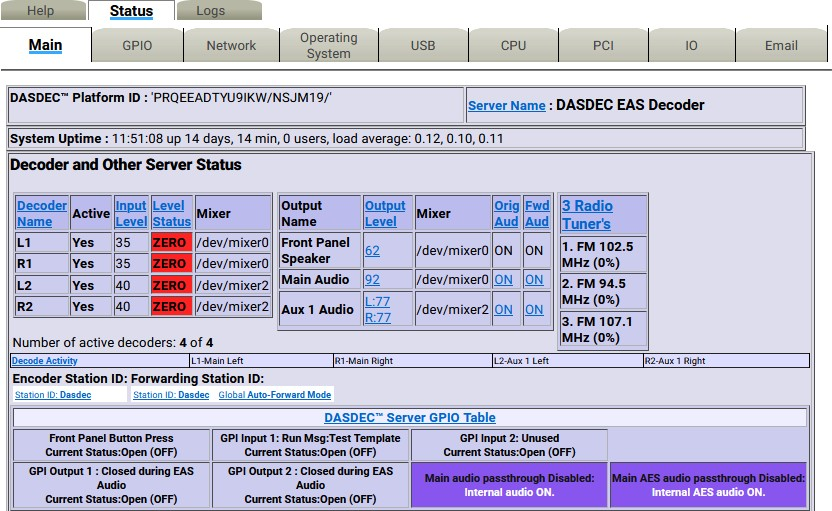 Help Status Logs
Main GPIO Network Operating System USB CPU PCI IO Email
DASDEC™ Platform ID : 'PRQEEADTYU9IKW/NSJM19/' Server Name : DASDEC EAS Decoder
System Uptime : 11:51:08 up 14 days, 14 min, 0 users, load average: 0.12, 0.10, 0.11
Decoder and Other Server Status
Decoder Name Active Input Level Level Status Mixer
L1 Yes 35 ZERO /dev/mixer0
R1 Yes 35 ZERO /dev/mixer0
L2 Yes 40 ZERO /dev/mixer2
R2 Yes 40 ZERO /dev/mixer2
Output Name Output Level Mixer Orig Aud Fwd Aud
Front Panel Speaker 62 /dev/mixer0 ON ON
Main Audio 92 /dev/mixer0 ON ON
Aux 1 Audio L:77 R:77 /dev/mixer2 ON ON
3 Radio Tuner's
1. FM 102.5 MHz (0%)
2. FM 94.5 MHz (0%)
3. FM 107.1 MHz (0%)
Number of active decoders: 4 of 4
Decode Activity L1-Main Left R1-Main Right L2-Aux 1 Left R2-Aux 1 Right
Encoder Station ID: Forwarding Station ID:
Station ID: Dasdec Station ID: Dasdec Global Auto-Forward Mode
DASDEC™ Server GPIO Table
Front Panel Button Press
Current Status:Open (OFF)
GPI Input 1: Run Msg:Test Template
Current Status:Open (OFF)
GPI Input 2: Unused
Current Status:Open (OFF)
GPI Output 1 : Closed during EAS
Audio
Current Status:Open (OFF)
GPI Output 2 : Closed during EAS
Audio
Current Status:Open (OFF)
Main audio passthrough Disabled:
Internal audio ON.
Main AES audio passthrough Disabled:
Internal AES audio ON.